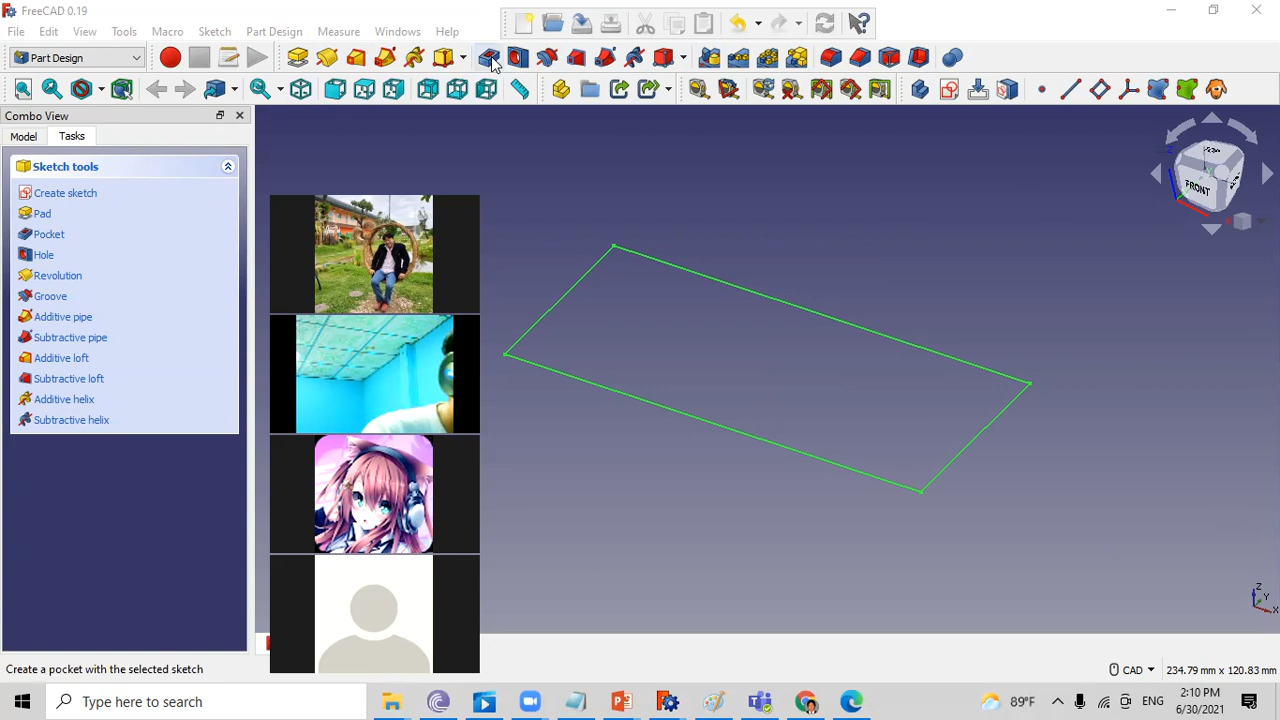 FreeCAD 0.19
File Edit View Tools Macro Sketch Part Design Measure Windows Help
Part Design
Combo View
Model Tasks
Sketch tools
Create sketch
Pad
Pocket
Hole
Revolution
Groove
Additive pipe
Subtractive pipe
Additive loft
Subtractive loft
Additive helix
Subtractive helix
FRONT
Z
Z
Y
X
Create a pocket with the selected sketch
CAD
234.79 mm x 120.83 mm
Type here to search
89°F
ENG
2:10 PM
6/30/2021